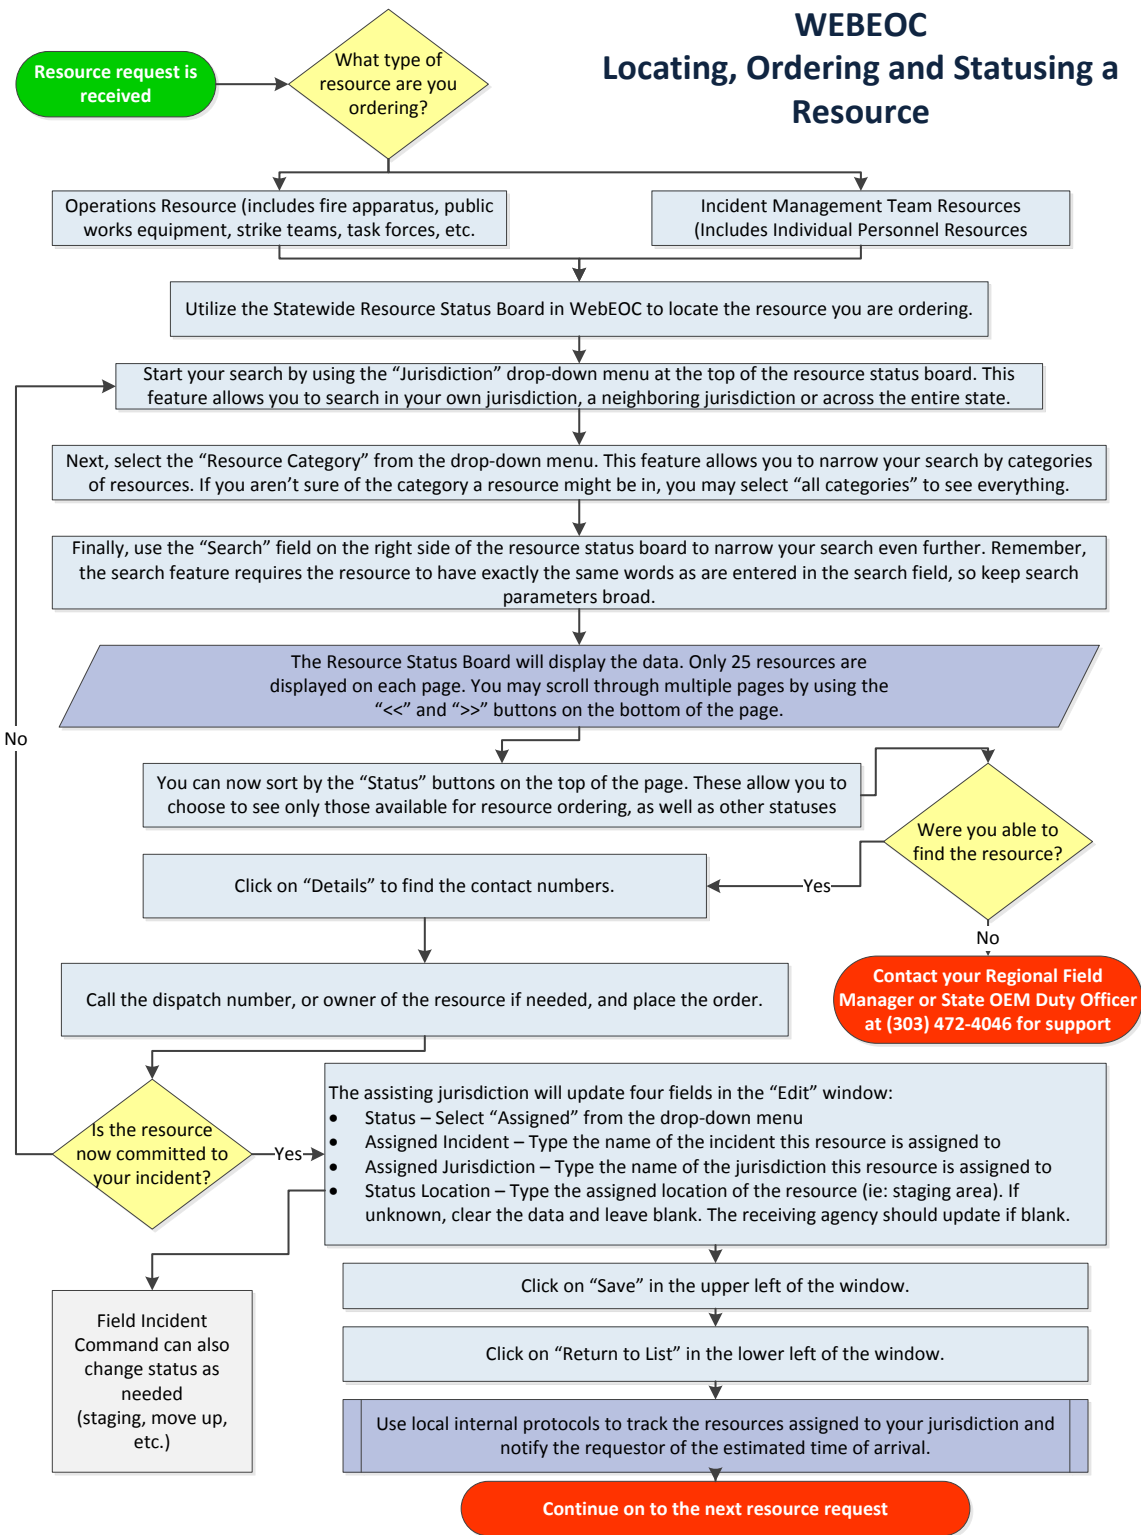 WEBEOC
Locating, Ordering and Statusing a
Resource
Resource request is
received
What type of
resource are you
ordering?
Operations Resource (includes fire apparatus, public
works equipment, strike teams, task forces, etc.
Incident Management Team Resources
(Includes Individual Personnel Resources
Utilize the Statewide Resource Status Board in WebEOC to locate the resource you are ordering.
Start your search by using the “Jurisdiction” drop-down menu at the top of the resource status board. This
feature allows you to search in your own jurisdiction, a neighboring jurisdiction or across the entire state.
Next, select the “Resource Category” from the drop-down menu. This feature allows you to narrow your search by categories
of resources. If you aren’t sure of the category a resource might be in, you may select “all categories” to see everything.
Finally, use the “Search” field on the right side of the resource status board to narrow your search even further. Remember,
the search feature requires the resource to have exactly the same words as are entered in the search field, so keep search
parameters broad.
The Resource Status Board will display the data. Only 25 resources are
displayed on each page. You may scroll through multiple pages by using the
“<<” and “>>” buttons on the bottom of the page.
No
You can now sort by the “Status” buttons on the top of the page. These allow you to
choose to see only those available for resource ordering, as well as other statuses
Were you able to
find the resource?
Yes
Click on “Details” to find the contact numbers.
No
Contact your Regional Field
Manager or State OEM Duty Officer
at (303) 472-4046 for support
Call the dispatch number, or owner of the resource if needed, and place the order.
Is the resource
now committed to
your incident?
Yes
The assisting jurisdiction will update four fields in the “Edit” window:
• Status – Select “Assigned” from the drop-down menu
• Assigned Incident – Type the name of the incident this resource is assigned to
• Assigned Jurisdiction – Type the name of the jurisdiction this resource is assigned to
• Status Location – Type the assigned location of the resource (ie: staging area). If
unknown, clear the data and leave blank. The receiving agency should update if blank.
Field Incident
Command can also
change status as
needed
(staging, move up,
etc.)
Click on “Save” in the upper left of the window.
Click on “Return to List” in the lower left of the window.
Use local internal protocols to track the resources assigned to your jurisdiction and
notify the requestor of the estimated time of arrival.
Continue on to the next resource request